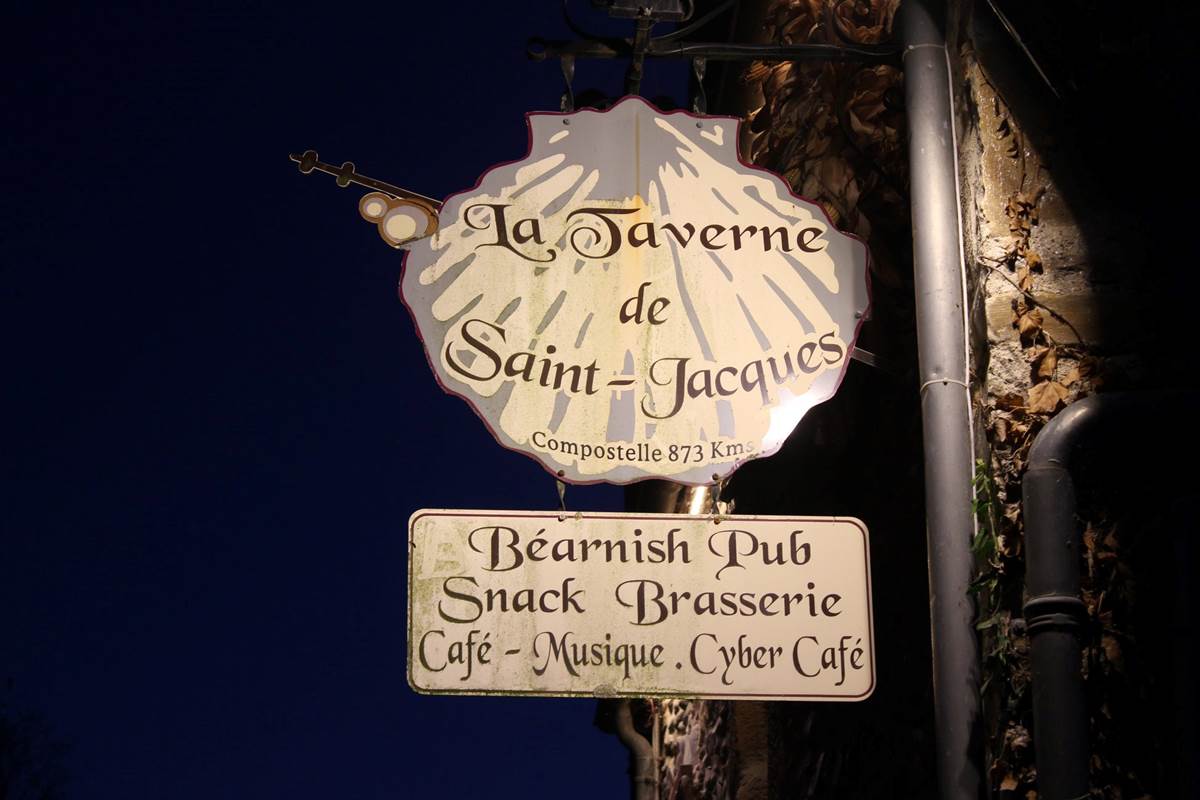 La Taverne
de
Saint-Jacques
Compostelle 873 Kms
Béarnish Pub
Snack Brasserie
Café - Musique . Cyber Café